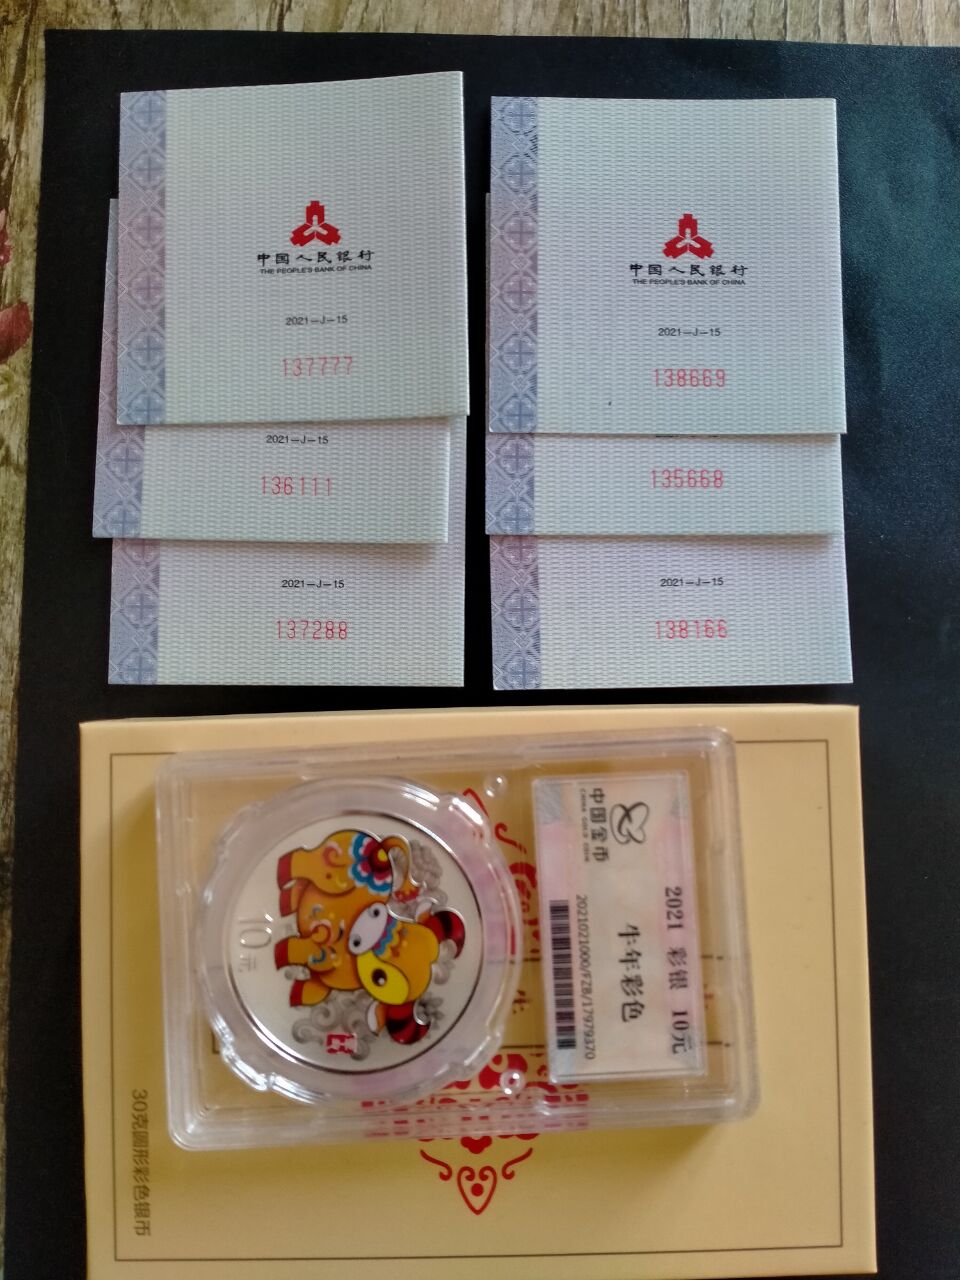 中国人民银行
THE PEOPLE'S BANK OF CHINA
2021-J-15
137777
2021-J-15
136111
2021-J-15
137288
中国人民银行
THE PEOPLE'S BANK OF CHINA
2021-J-15
138669
135668
2021-J-15
138166
10元
中国金币
CHINA GOLD COIN
2021 彩银 10元
牛年彩色
2021021000/FZB/17979370
30克圆形彩色银币